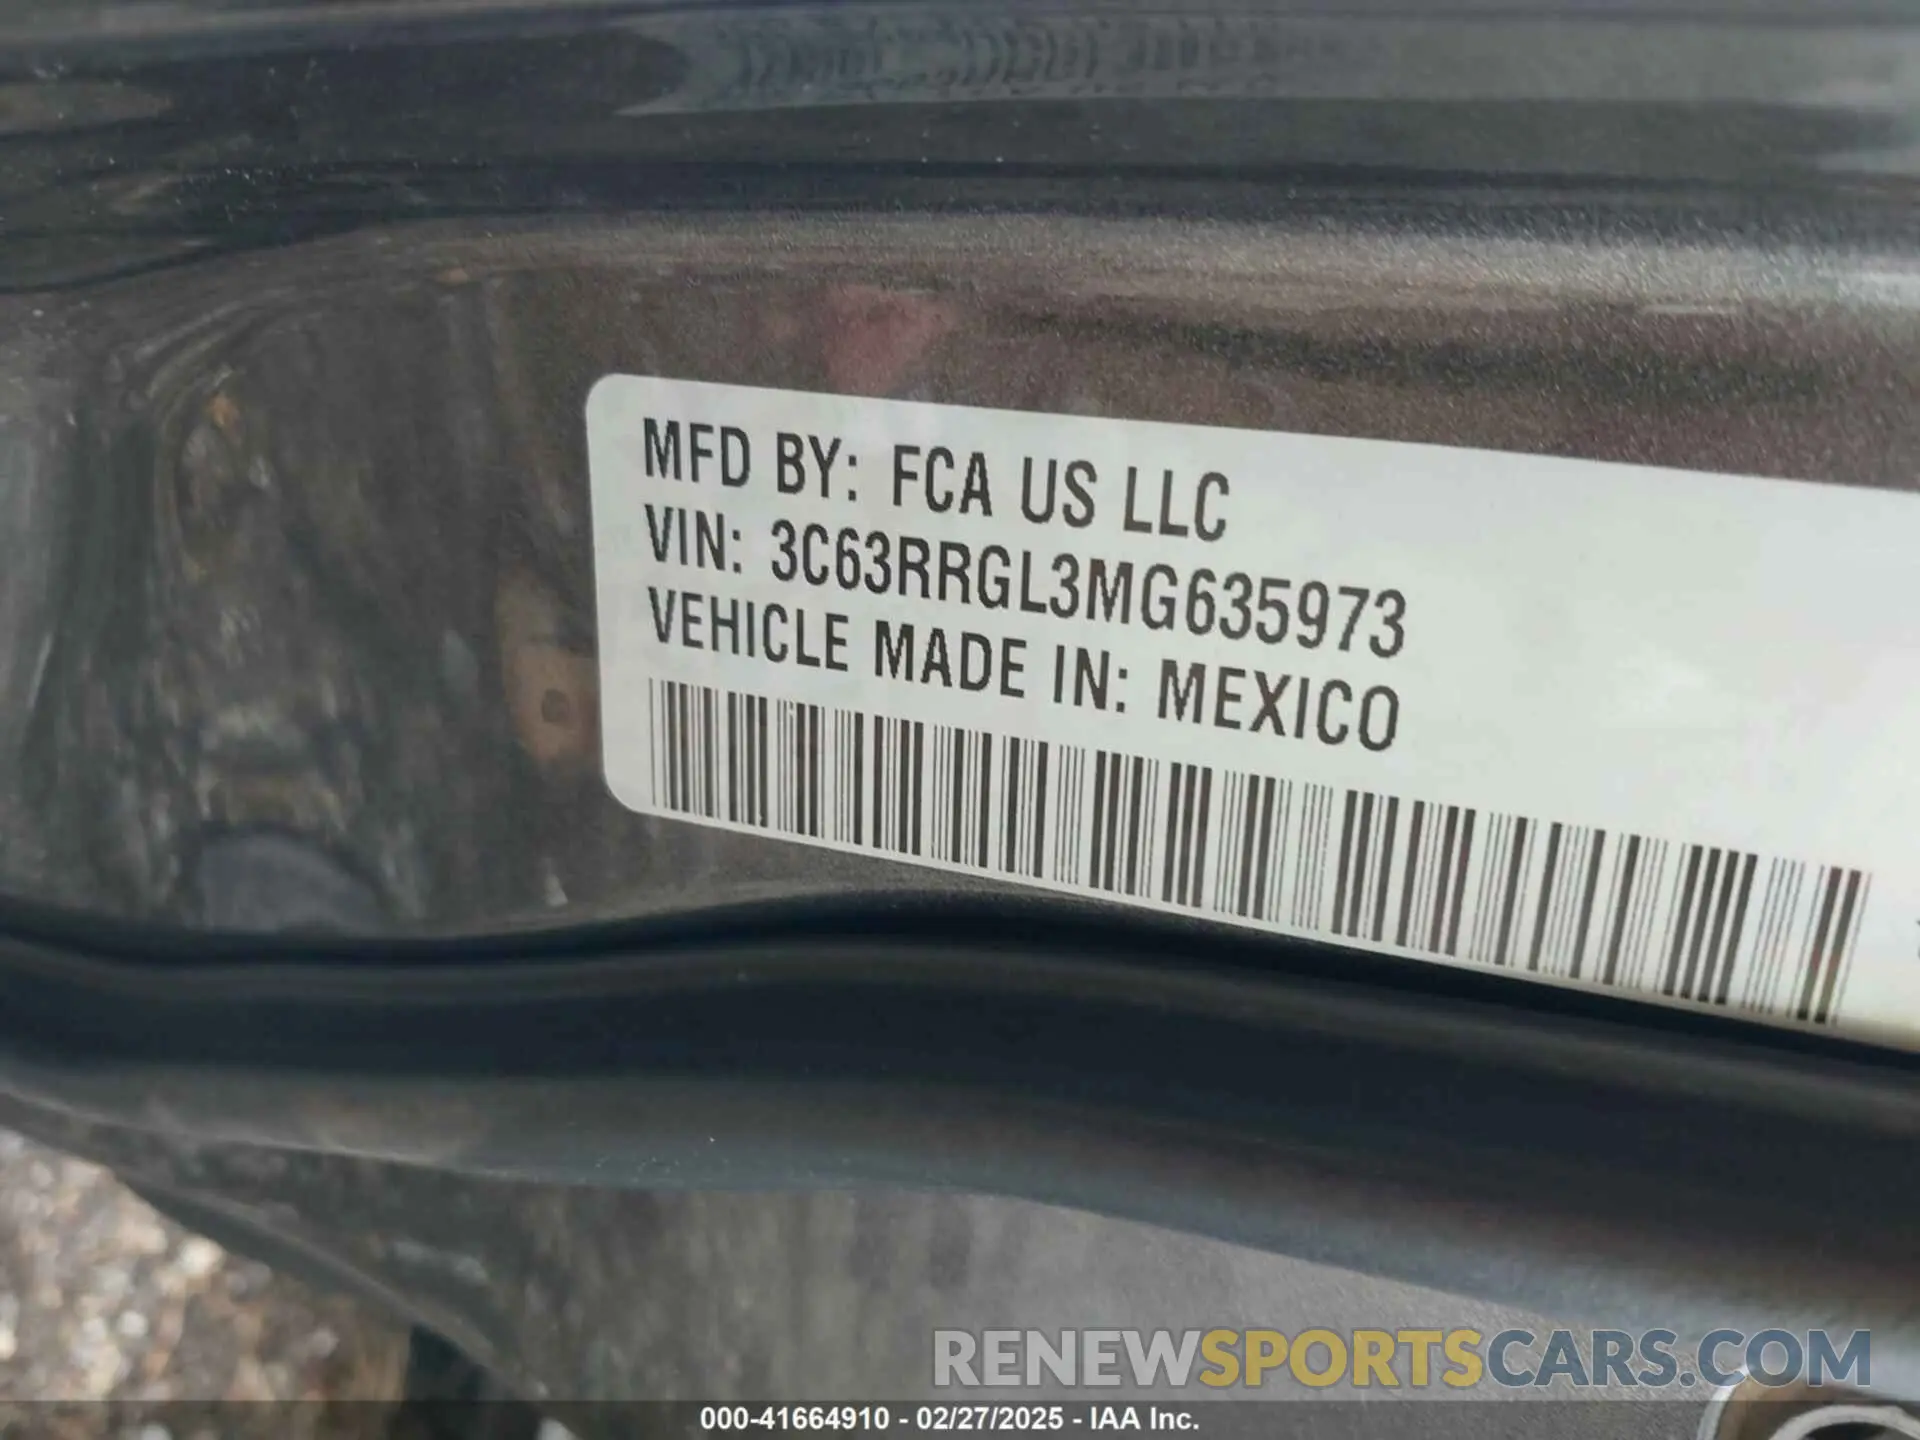 MFD BY: FCA US LLC
VIN: 3C63RRGL3MG635973
VEHICLE MADE IN: MEXICO
RENEWSPORTSCARS.COM
000-41664910 - 02/27/2025 - IAA Inc.